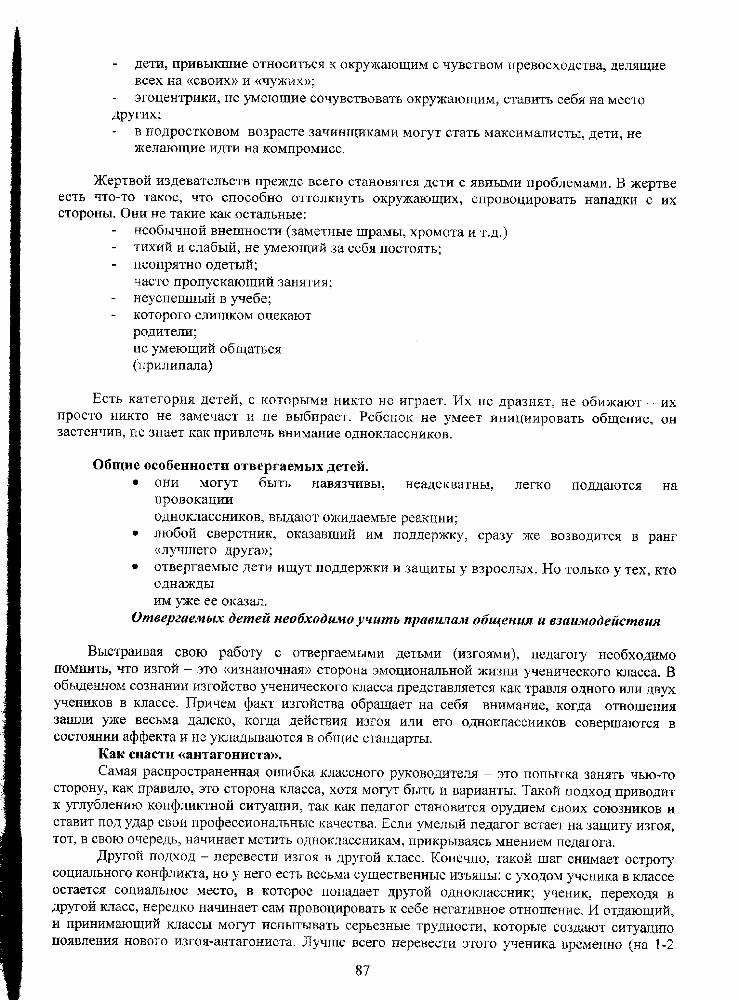 - дети, привыкшие относиться к окружающим с чувством превосходства, делящие
всех на «своих» и «чужих»;
- эгоцентрики, не умеющие сочувствовать окружающим, ставить себя на место
других;
- в подростковом возрасте зачинщиками могут стать максималисты, дети, не
желающие идти на компромисс.
Жертвой издевательств прежде всего становятся дети с явными проблемами. В жертве
есть что-то такое, что способно оттолкнуть окружающих, спровоцировать нападки с их
стороны. Они не такие как остальные:
- необычной внешности (заметные шрамы, хромота и т.д.)
- тихий и слабый, не умеющий за себя постоять;
- неопрятно одетый;
часто пропускающий занятия;
- неуспешный в учебе;
- которого слишком опекают
родители;
не умеющий общаться
(прилипала)
Есть категория детей, с которыми никто не играет. Их не дразнят, не обижают – их
просто никто не замечает и не выбирает. Ребенок не умеет инициировать общение, он
застенчив, не знает как привлечь внимание одноклассников.
Общие особенности отвергаемых детей.
• они могут быть навязчивы, неадекватны, легко поддаются на
провокации
одноклассников, выдают ожидаемые реакции;
• любой сверстник, оказавший им поддержку, сразу же возводится в ранг
«лучшего друга»;
• отвергаемые дети ищут поддержки и защиты у взрослых. Но только у тех, кто
однажды
им уже ее оказал.
Отвергаемых детей необходимо учить правилам общения и взаимодействия
Выстраивая свою работу с отвергаемыми детьми (изгоями), педагогу необходимо
помнить, что изгой – это «изнаночная» сторона эмоциональной жизни ученического класса. В
обыденном сознании изгойство ученического класса представляется как травля одного или двух
учеников в классе. Причем факт изгойства обращает на себя внимание, когда отношения
зашли уже весьма далеко, когда действия изгоя или его одноклассников совершаются в
состоянии аффекта и не укладываются в общие стандарты.
Как спасти «антагониста».
Самая распространенная ошибка классного руководителя – это попытка занять чью-то
сторону, как правило, это сторона класса, хотя могут быть и варианты. Такой подход приводит
к углублению конфликтной ситуации, так как педагог становится орудием своих союзников и
ставит под удар свои профессиональные качества. Если умелый педагог встает на защиту изгоя,
тот, в свою очередь, начинает мстить одноклассникам, прикрываясь мнением педагога.
Другой подход – перевести изгоя в другой класс. Конечно, такой шаг снимает остроту
социального конфликта, но у него есть весьма существенные изъяны: с уходом ученика в классе
остается социальное место, в которое попадает другой одноклассник; ученик, переходя в
другой класс, нередко начинает сам провоцировать к себе негативное отношение. И отдающий,
и принимающий классы могут испытывать серьезные трудности, которые создают ситуацию
появления нового изгоя-антагониста. Лучше всего перевести этого ученика временно (на 1-2
87